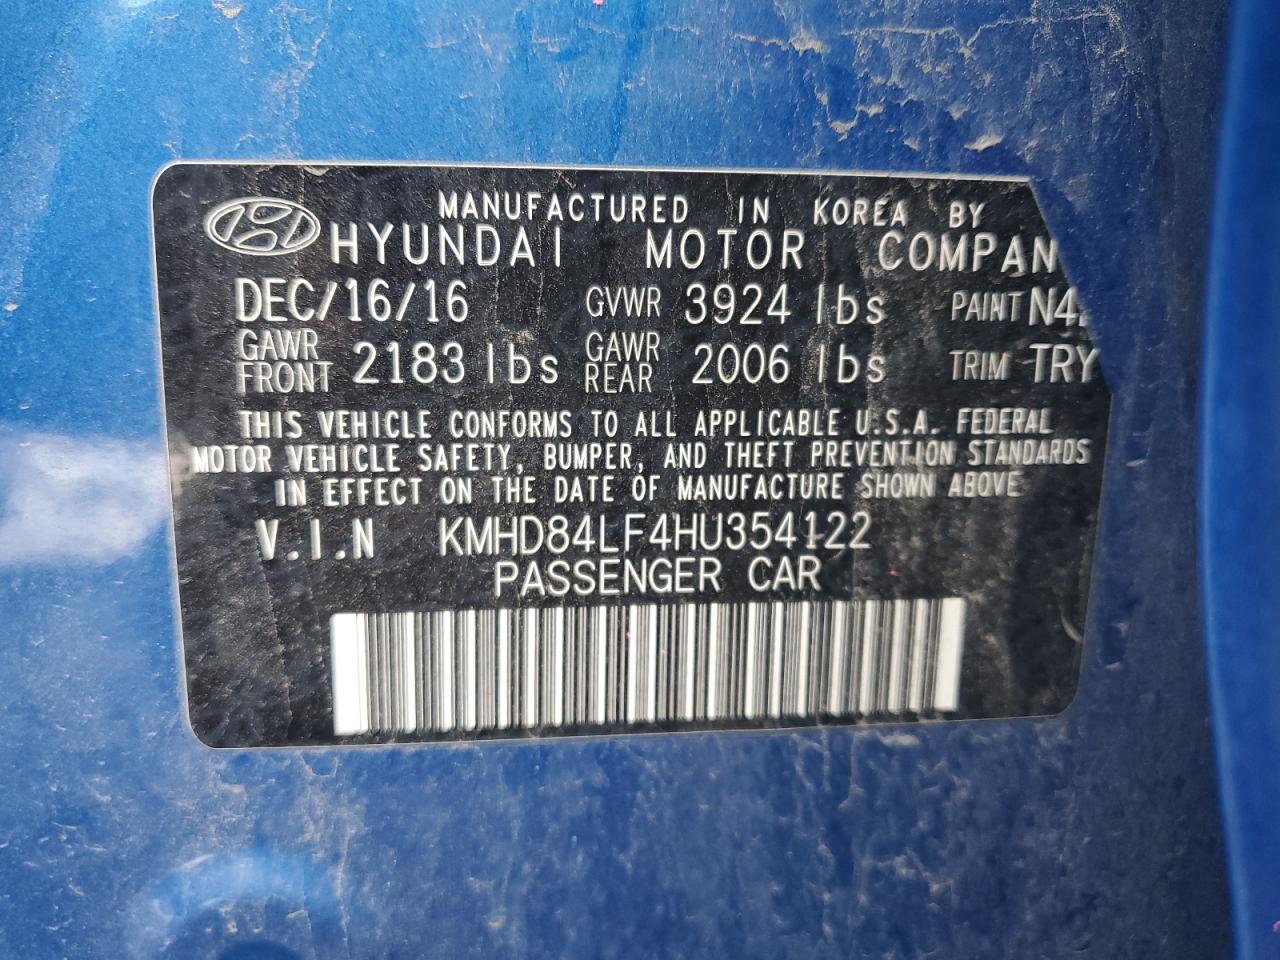 MANUFACTURED IN KOREA BY
HYUNDAI MOTOR COMPAN
DEC/16/16 GVWR 3924 lbs PAINT N4
GAWR FRONT 2183 lbs GAWR REAR 2006 lbs TRIM TRY
THIS VEHICLE CONFORMS TO ALL APPLICABLE U.S.A. FEDERAL
MOTOR VEHICLE SAFETY, BUMPER, AND THEFT PREVENTION STANDARDS
IN EFFECT ON THE DATE OF MANUFACTURE SHOWN ABOVE
V.I.N KMHD84LF4HU354122
PASSENGER CAR